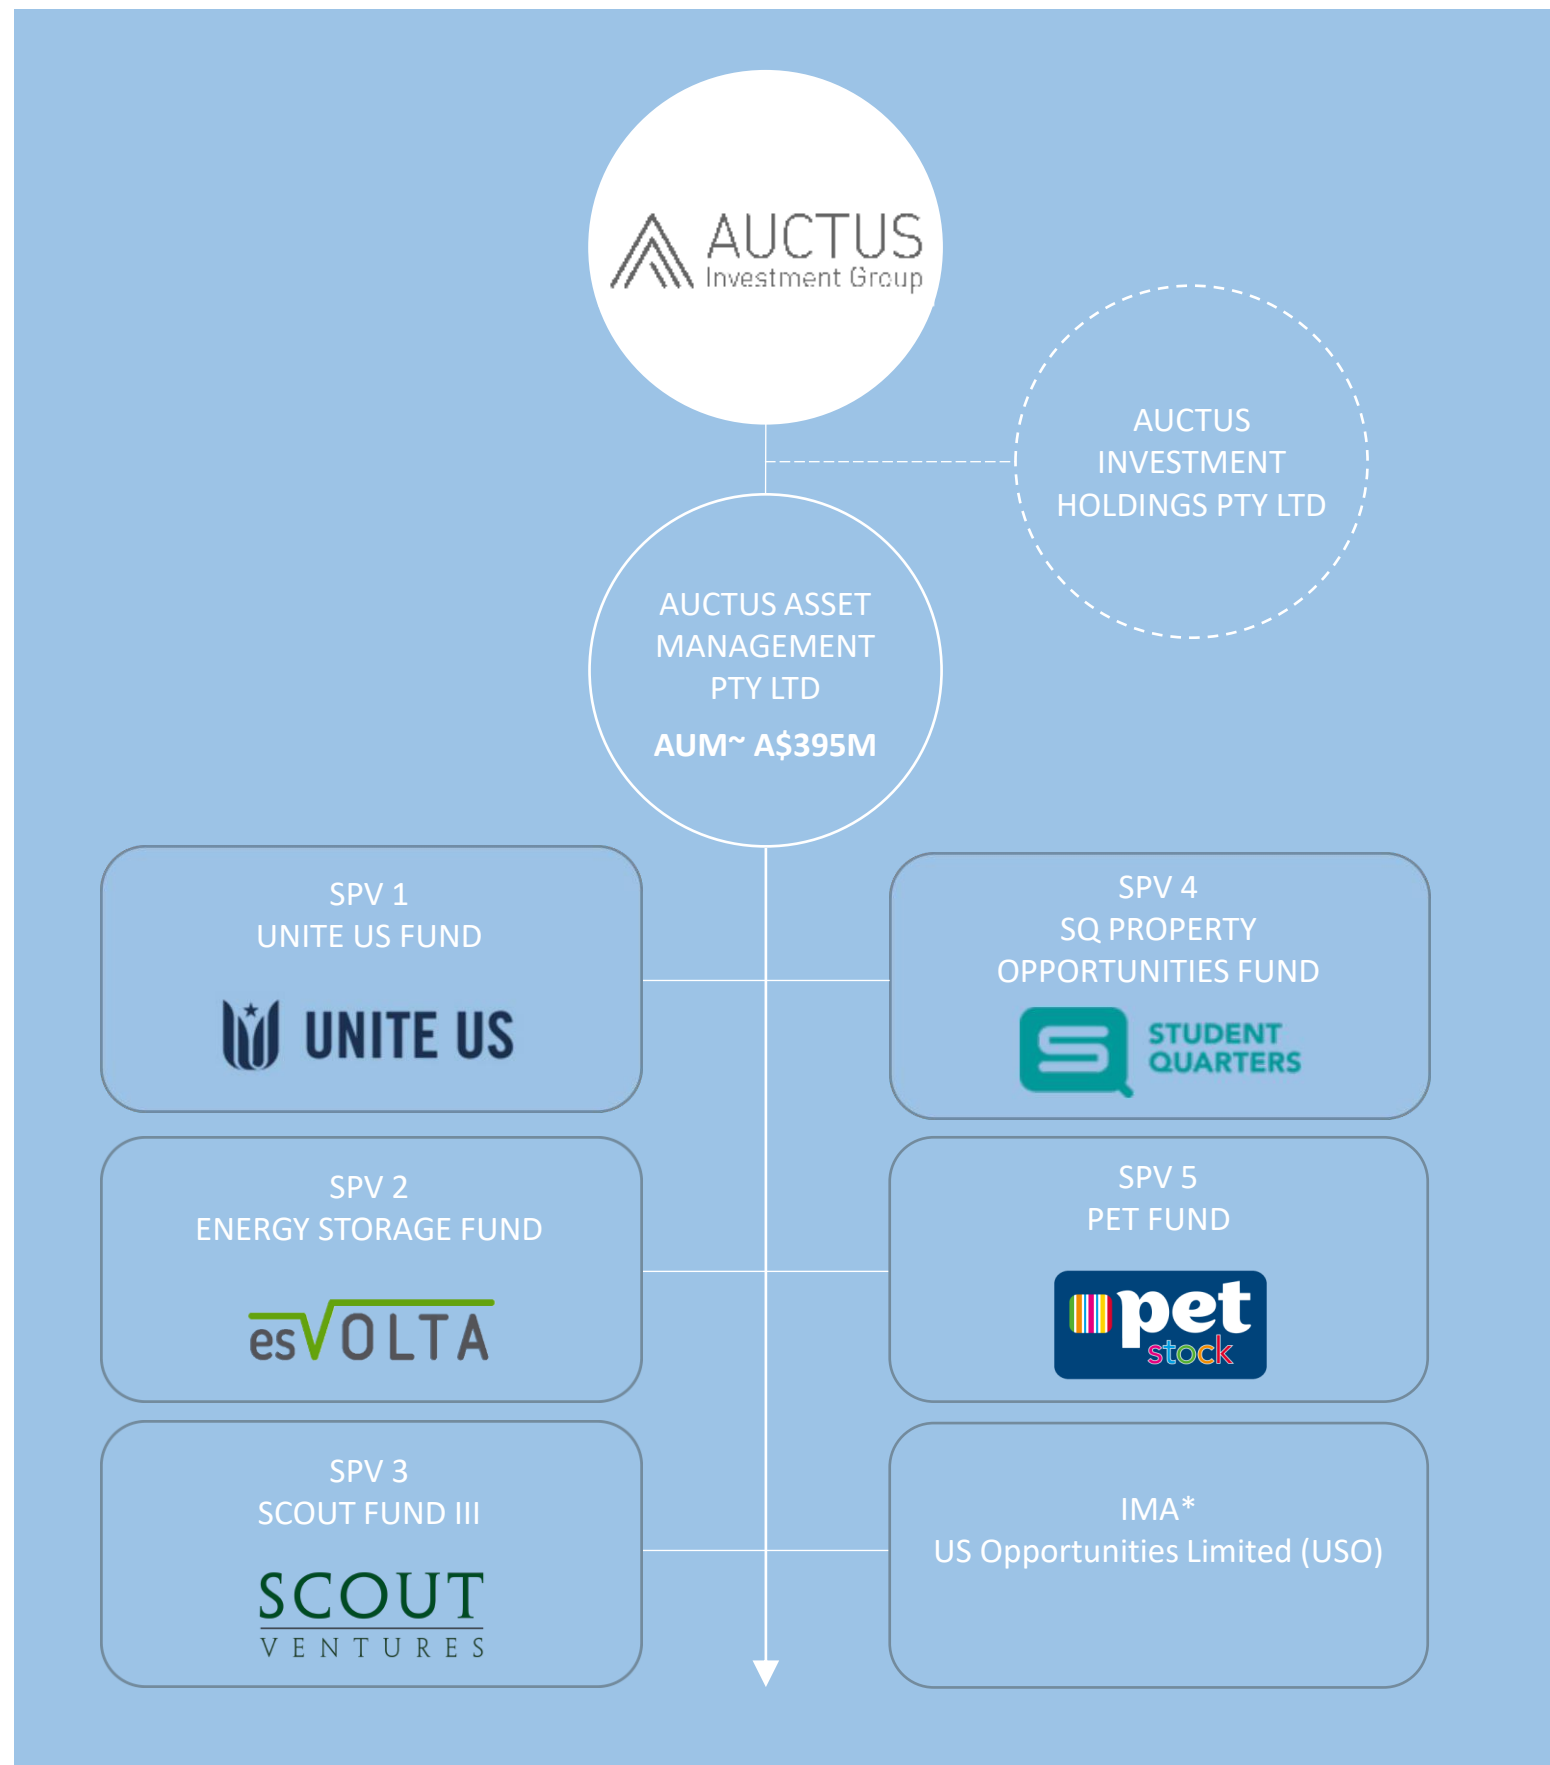 AUCTUS
Investment Group
AUCTUS
INVESTMENT
HOLDINGS PTY LTD
AUCTUS ASSET
MANAGEMENT
PTY LTD
AUM~ A$395M
SPV 1
UNITE US FUND
UNITE US
SPV 2
ENERGY STORAGE FUND
esVOLTA
SPV 3
SCOUT FUND III
SCOUT
VENTURES
SPV 4
SQ PROPERTY
OPPORTUNITIES FUND
STUDENT
QUARTERS
SPV 5
PET FUND
pet
stock
IMA*
US Opportunities Limited (USO)